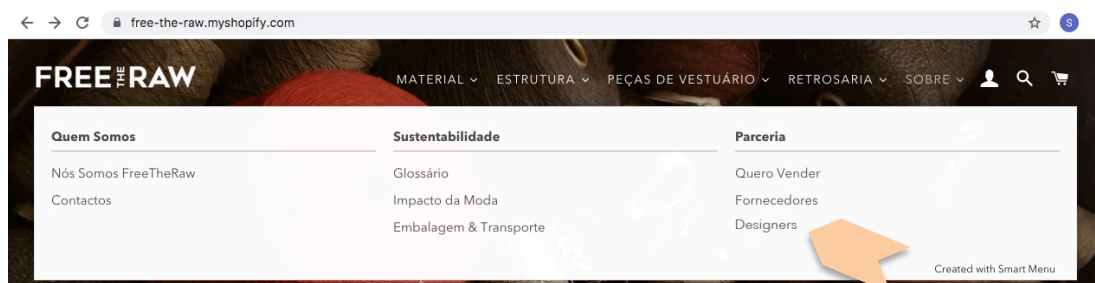 free-the-raw.myshopify.com
S
FREE THE RAW
MATERIAL ESTRUTURA PEÇAS DE VESTUÁRIO RETROSARIA SOBRE
Quem Somos Sustentabilidade Parceria
Nós Somos FreeTheRaw Glossário Quero Vender
Contactos Impacto da Moda Fornecedores
Embalagem & Transporte Designers
Created with Smart Menu